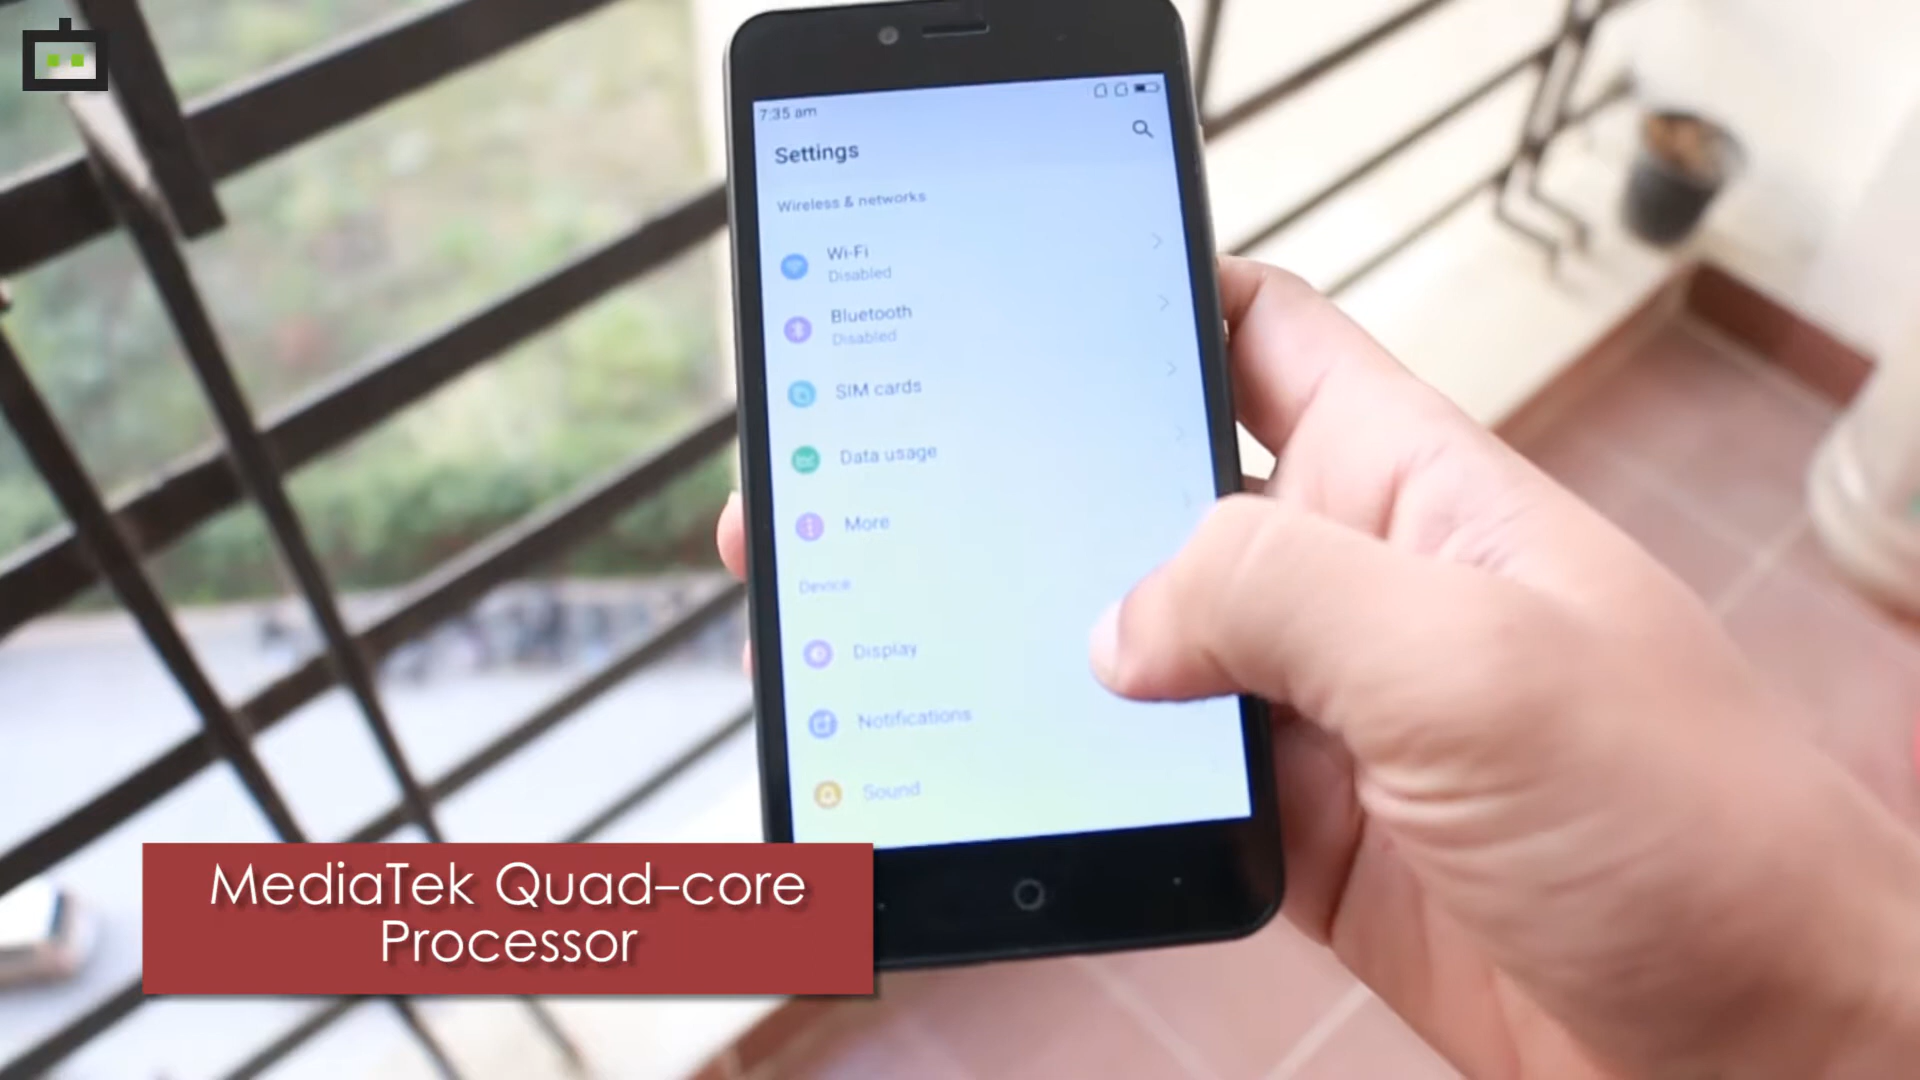 7:35 am
Settings
Wireless & networks
Wi-Fi
Disabled
Bluetooth
Disabled
SIM cards
Data usage
More
Device
Display
Notifications
Sound
MediaTek Quad-core
Processor